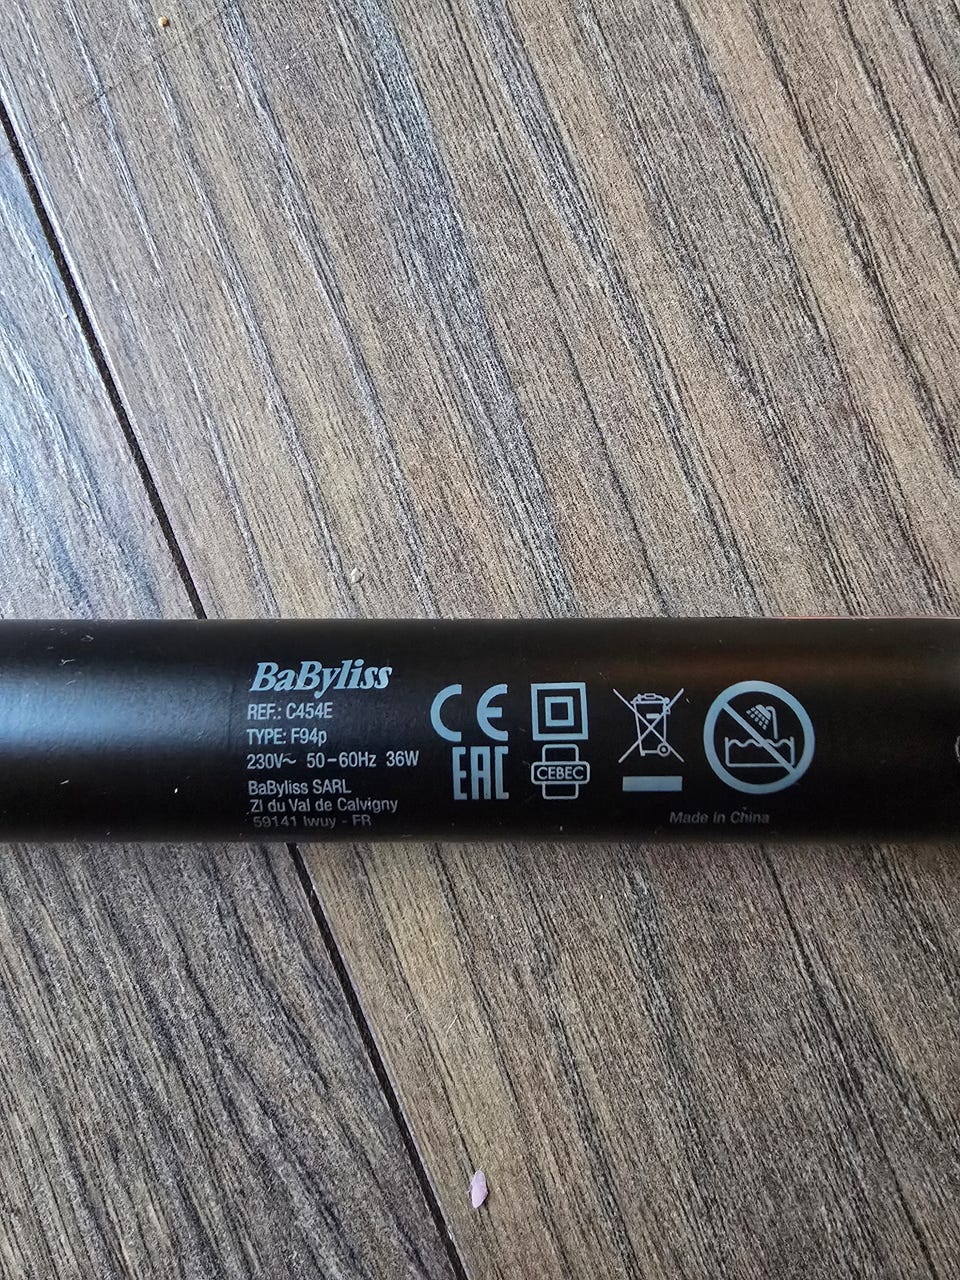 BaByliss
REF.: C454E
TYPE: F94p
230V~ 50-60Hz 36W
BaByliss SARL
ZI du Val de Calvigny
59141 Iwuy - FR
CE
EAC
CEBEC
Made in China